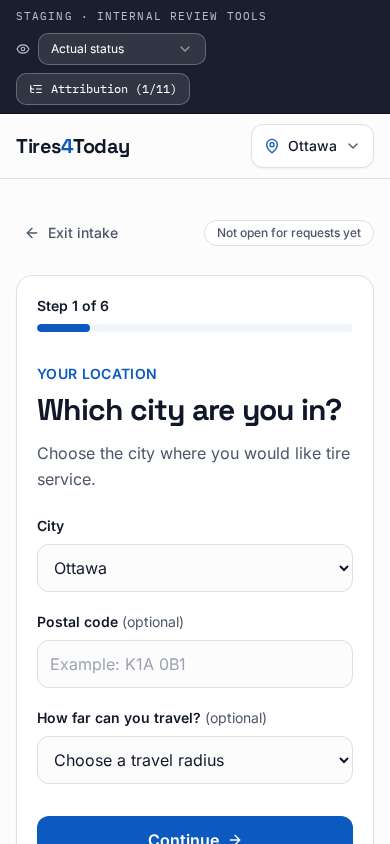 STAGING · INTERNAL REVIEW TOOLS
Actual status
Attribution (1/11)
Tires4Today
Ottawa
Exit intake
Not open for requests yet
Step 1 of 6
YOUR LOCATION
Which city are you in?
Choose the city where you would like tire
service.
City
Ottawa
Postal code (optional)
Example: K1A 0B1
How far can you travel? (optional)
Choose a travel radius
Continue →